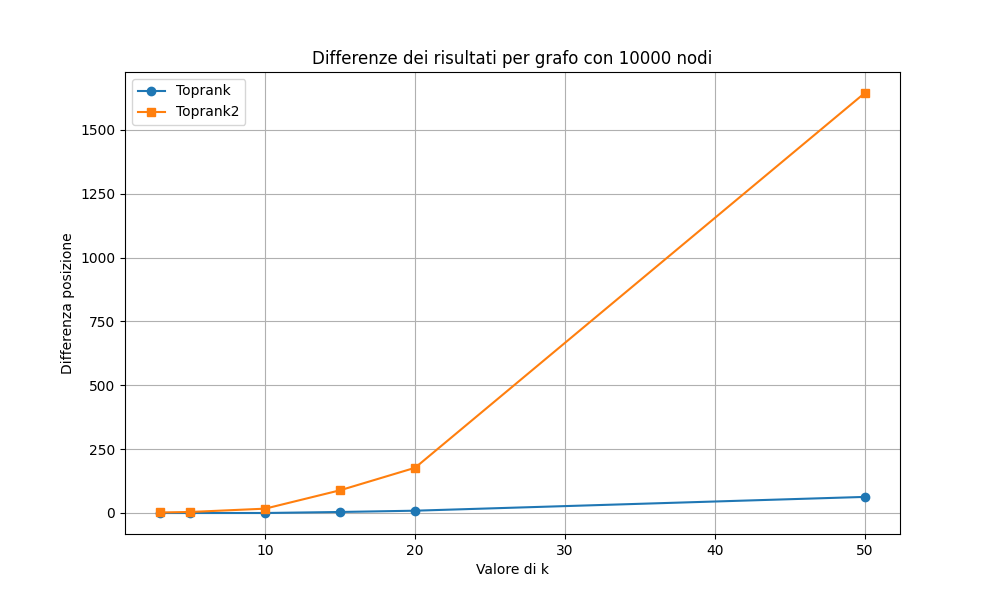 Differenze dei risultati per grafo con 10000 nodi
Toprank
Toprank2
Differenza posizione
1500
1250
1000
750
500
250
0
10 20 30 40 50
Valore di k